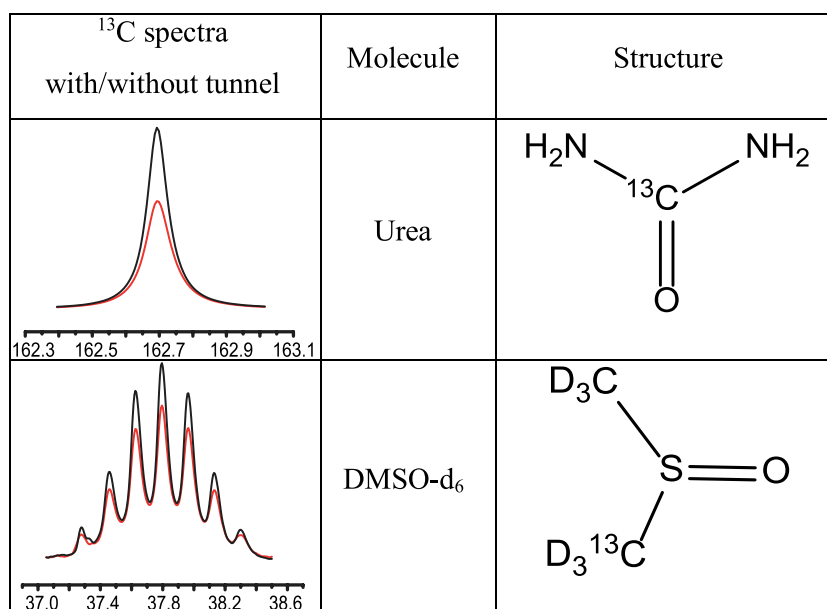 ¹³C spectra
with/without tunnel
Molecule
Structure
162.3 162.5 162.7 162.9 163.1
Urea
H₂N
NH₂
¹³C
O
37.0 37.4 37.8 38.2 38.6
DMSO-d₆
D₃C
S
O
D₃¹³C